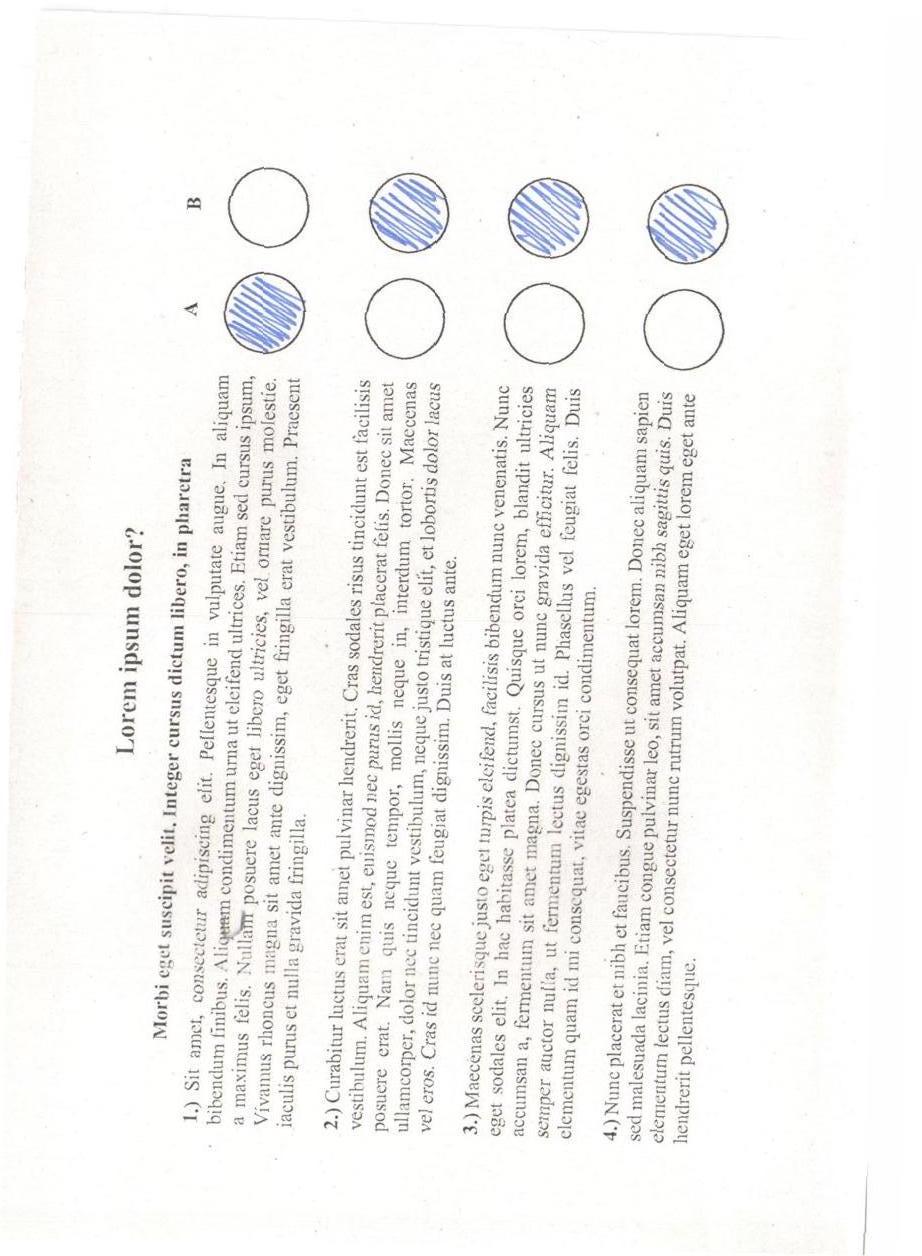 Lorem ipsum dolor?
Morbi eget suscipit velit. Integer cursus dictum libero, in pharetra
A B
1.) Sit amet, consectetur adipiscing elit. Pellentesque in vulputate augue. In aliquam
bibendum finibus. Aliquam condimentum urna ut eleifend ultrices. Etiam sed cursus ipsum,
a maximus felis. Nullam posuere lacus eget libero ultricies, vel ornare purus molestie.
Vivamus rhoncus magna sit amet ante dignissim, eget fringilla erat vestibulum. Praesent
iaculis purus et nulla gravida fringilla.
2.) Curabitur luctus erat sit amet pulvinar hendrerit. Cras sodales risus tincidunt est facilisis
vestibulum. Aliquam enim est, euismod nec purus id, hendrerit placerat felis. Donec sit amet
posuere erat. Nam quis neque tempor, mollis neque in, interdum tortor. Maecenas
ullamcorper, dolor nec tincidunt vestibulum, neque justo tristique elit, et lobortis dolor lacus
vel eros. Cras id nunc nec quam feugiat dignissim. Duis at luctus ante.
3.) Maecenas scelerisque justo eget turpis eleifend, facilisis bibendum nunc venenatis. Nunc
eget sodales elit. In hac habitasse platea dictumst. Quisque orci lorem, blandit ultricies
accumsan a, fermentum sit amet magna. Donec cursus ut nunc gravida efficitur. Aliquam
semper auctor nulla, ut fermentum lectus dignissim id. Phasellus vel feugiat felis. Duis
elementum quam id mi consequat, vitae egestas orci condimentum.
4.) Nunc placerat et nibh et faucibus. Suspendisse ut consequat lorem. Donec aliquam sapien
sed malesuada lacinia. Etiam congue pulvinar leo, sit amet accumsan nibh sagittis quis. Duis
elementum lectus diam, vel consectetur nunc rutrum volutpat. Aliquam eget lorem eget ante
hendrerit pellentesque.